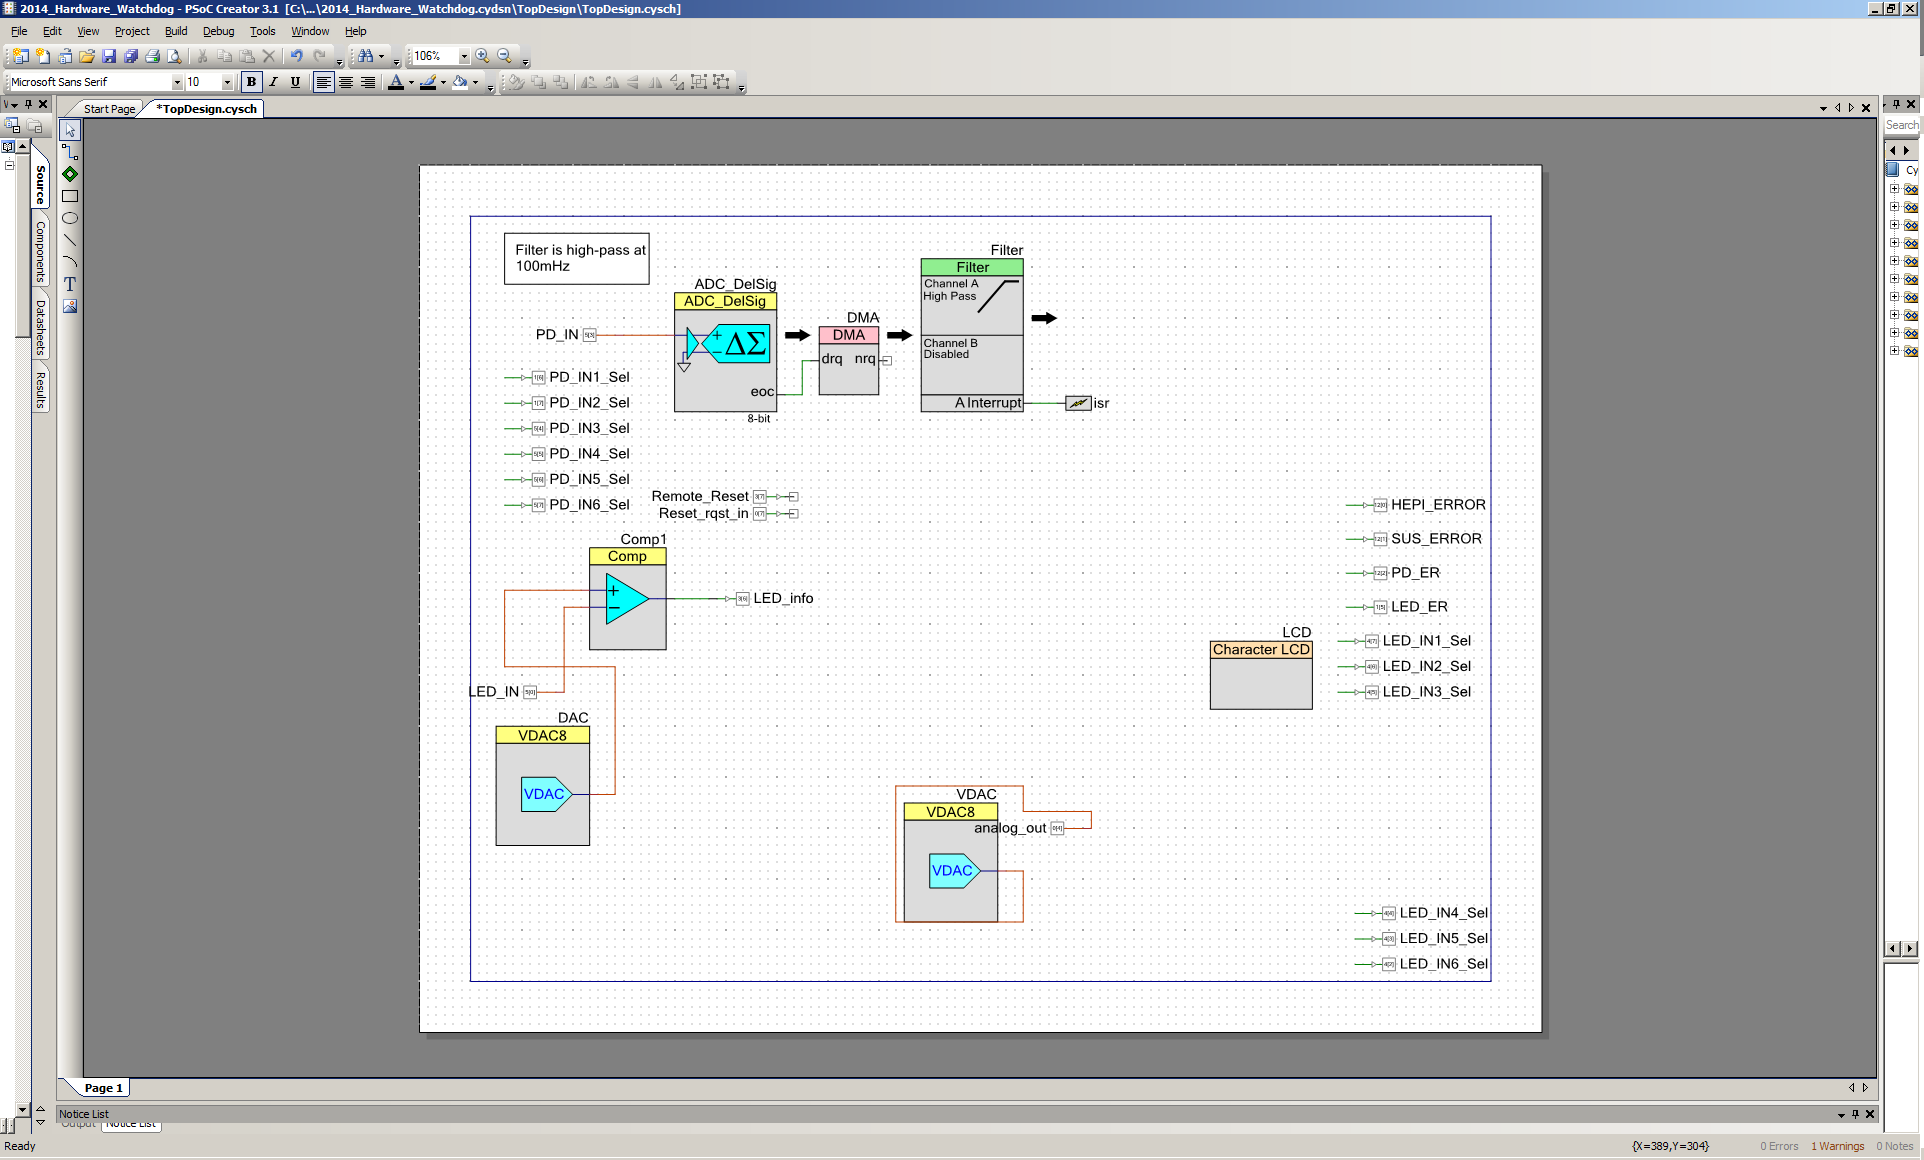 2014_Hardware_Watchdog - PSoC Creator 3.1 [C:\...\2014_Hardware_Watchdog.cydsn\TopDesign\TopDesign.cysch]
File Edit View Project Build Debug Tools Window Help
106%
Microsoft Sans Serif 10 B I U A
Start Page *TopDesign.cysch
Search
Source
Components
Datasheets
Results
Cy
T
Filter is high-pass at
100mHz
ADC_DelSig
ADC_DelSig
ΔΣ
eoc
8-bit
PD_IN
DMA
DMA
drq nrq
Filter
Filter
Channel A
High Pass
Channel B
Disabled
A Interrupt
isr
PD_IN1_Sel
PD_IN2_Sel
PD_IN3_Sel
PD_IN4_Sel
PD_IN5_Sel
PD_IN6_Sel
Remote_Reset
Reset_rqst_in
Comp1
Comp
LED_info
LED_IN
DAC
VDAC8
VDAC
VDAC
VDAC8
analog_out
VDAC
HEPI_ERROR
SUS_ERROR
PD_ER
LED_ER
LCD
Character LCD
LED_IN1_Sel
LED_IN2_Sel
LED_IN3_Sel
LED_IN4_Sel
LED_IN5_Sel
LED_IN6_Sel
Page 1
Notice List
Output Notice List
Ready
{X=389,Y=304}
0 Errors 1 Warnings 0 Notes